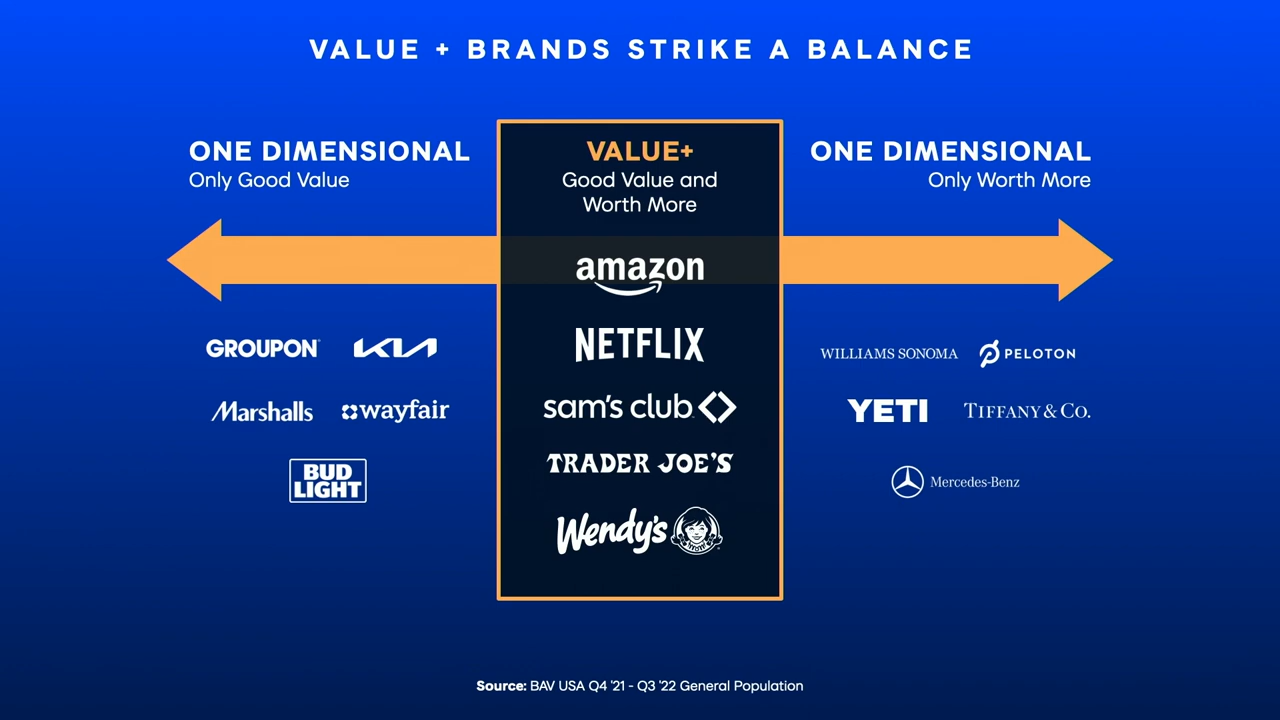 VALUE + BRANDS STRIKE A BALANCE
ONE DIMENSIONAL
Only Good Value
GROUPON
KIA
Marshalls
wayfair
BUD
LIGHT
VALUE+
Good Value and
Worth More
amazon
NETFLIX
sam's club
TRADER JOE'S
Wendy's
ONE DIMENSIONAL
Only Worth More
WILLIAMS SONOMA
PELOTON
YETI
TIFFANY & CO.
Mercedes-Benz
Source: BAV USA Q4 '21 - Q3 '22 General Population